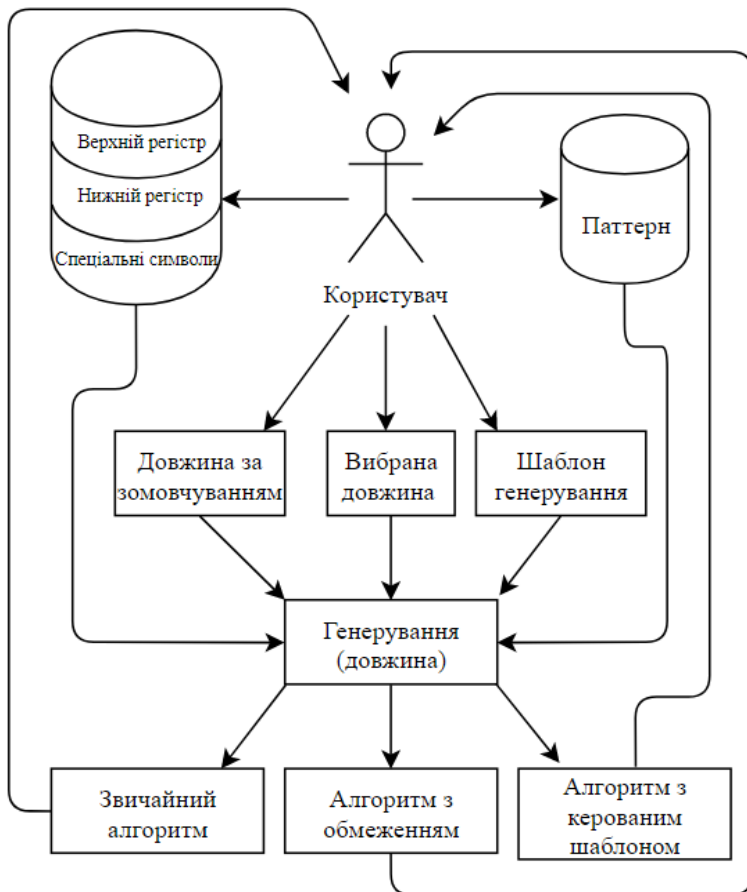 Верхній регістр
Нижній регістр
Спеціальні символи
Паттерн
Користувач
Довжина за
зомовчуванням
Вибрана
довжина
Шаблон
генерування
Генерування
(довжина)
Звичайний
алгоритм
Алгоритм з
обмеженням
Алгоритм з
керованим
шаблоном